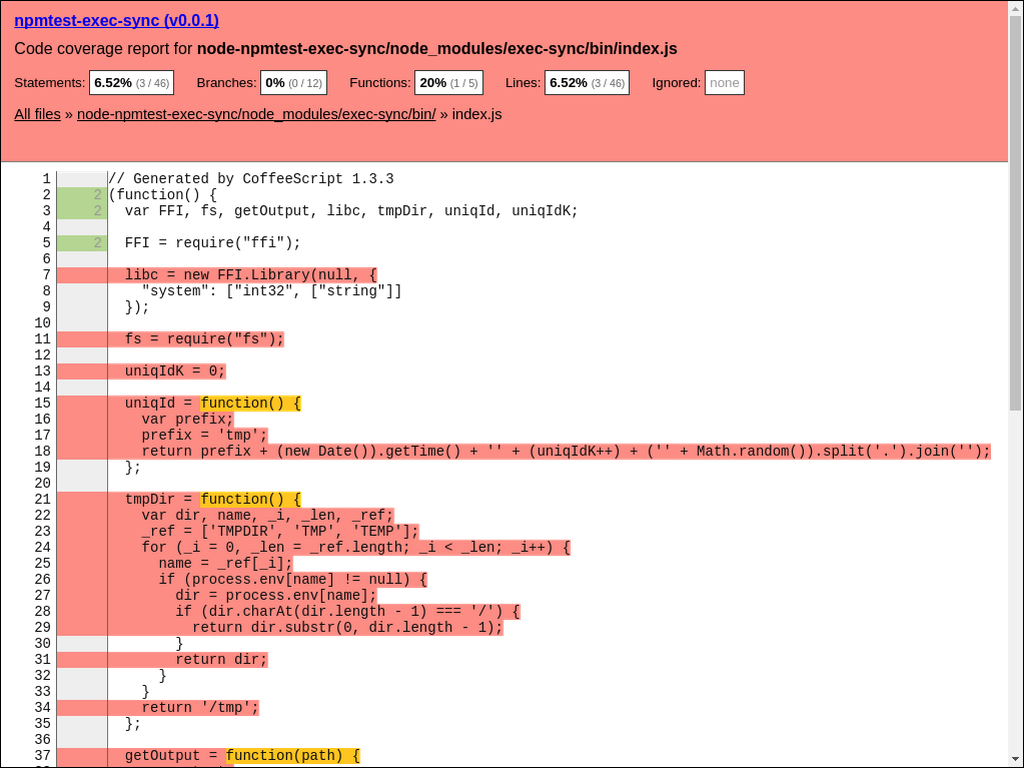 npmtest-exec-sync (v0.0.1)
Code coverage report for node-npmtest-exec-sync/node_modules/exec-sync/bin/index.js
Statements: 6.52% (3 / 46) Branches: 0% (0 / 12) Functions: 20% (1 / 5) Lines: 6.52% (3 / 46) Ignored: none
All files » node-npmtest-exec-sync/node_modules/exec-sync/bin/ » index.js
1 // Generated by CoffeeScript 1.3.3
2 2 (function() {
3 2 var FFI, fs, getOutput, libc, tmpDir, uniqId, uniqIdK;
4
5 2 FFI = require("ffi");
6
7 libc = new FFI.Library(null, {
8 "system": ["int32", ["string"]]
9 });
10
11 fs = require("fs");
12
13 uniqIdK = 0;
14
15 uniqId = function() {
16 var prefix;
17 prefix = 'tmp';
18 return prefix + (new Date()).getTime() + '' + (uniqIdK++) + ('' + Math.random()).split('.').join('');
19 };
20
21 tmpDir = function() {
22 var dir, name, _i, _len, _ref;
23 _ref = ['TMPDIR', 'TMP', 'TEMP'];
24 for (_i = 0, _len = _ref.length; _i < _len; _i++) {
25 name = _ref[_i];
26 if (process.env[name] != null) {
27 dir = process.env[name];
28 if (dir.charAt(dir.length - 1) === '/') {
29 return dir.substr(0, dir.length - 1);
30 }
31 return dir;
32 }
33 }
34 return '/tmp';
35 };
36
37 getOutput = function(path) {